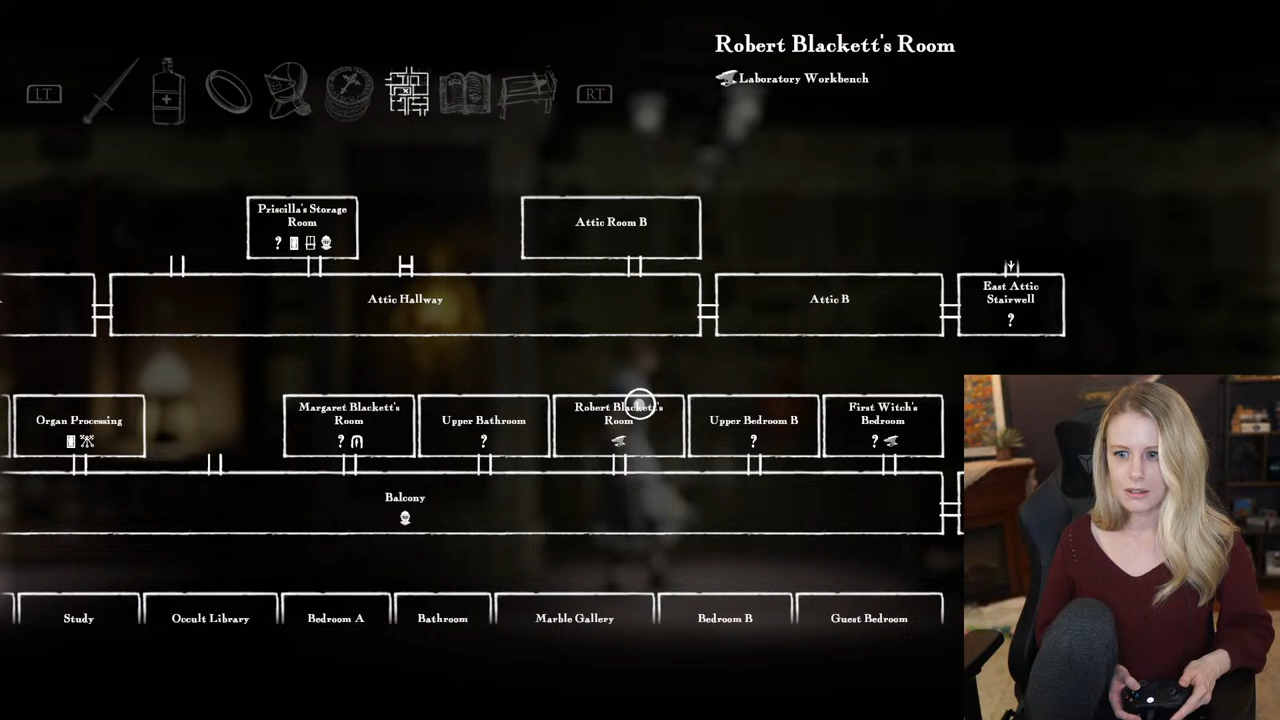 Robert Blackett's Room
LT
RT
Laboratory Workbench
Priscilla's Storage
Room
?
Attic Room B
Attic Hallway
Attic B
East Attic
Stairwell
?
Organ Processing
Margaret Blackett's
Room
?
Upper Bathroom
?
Robert Blackett's
Room
Upper Bedroom B
?
First Witch's
Bedroom
?
Balcony
Study
Occult Library
Bedroom A
Bathroom
Marble Gallery
Bedroom B
Guest Bedroom